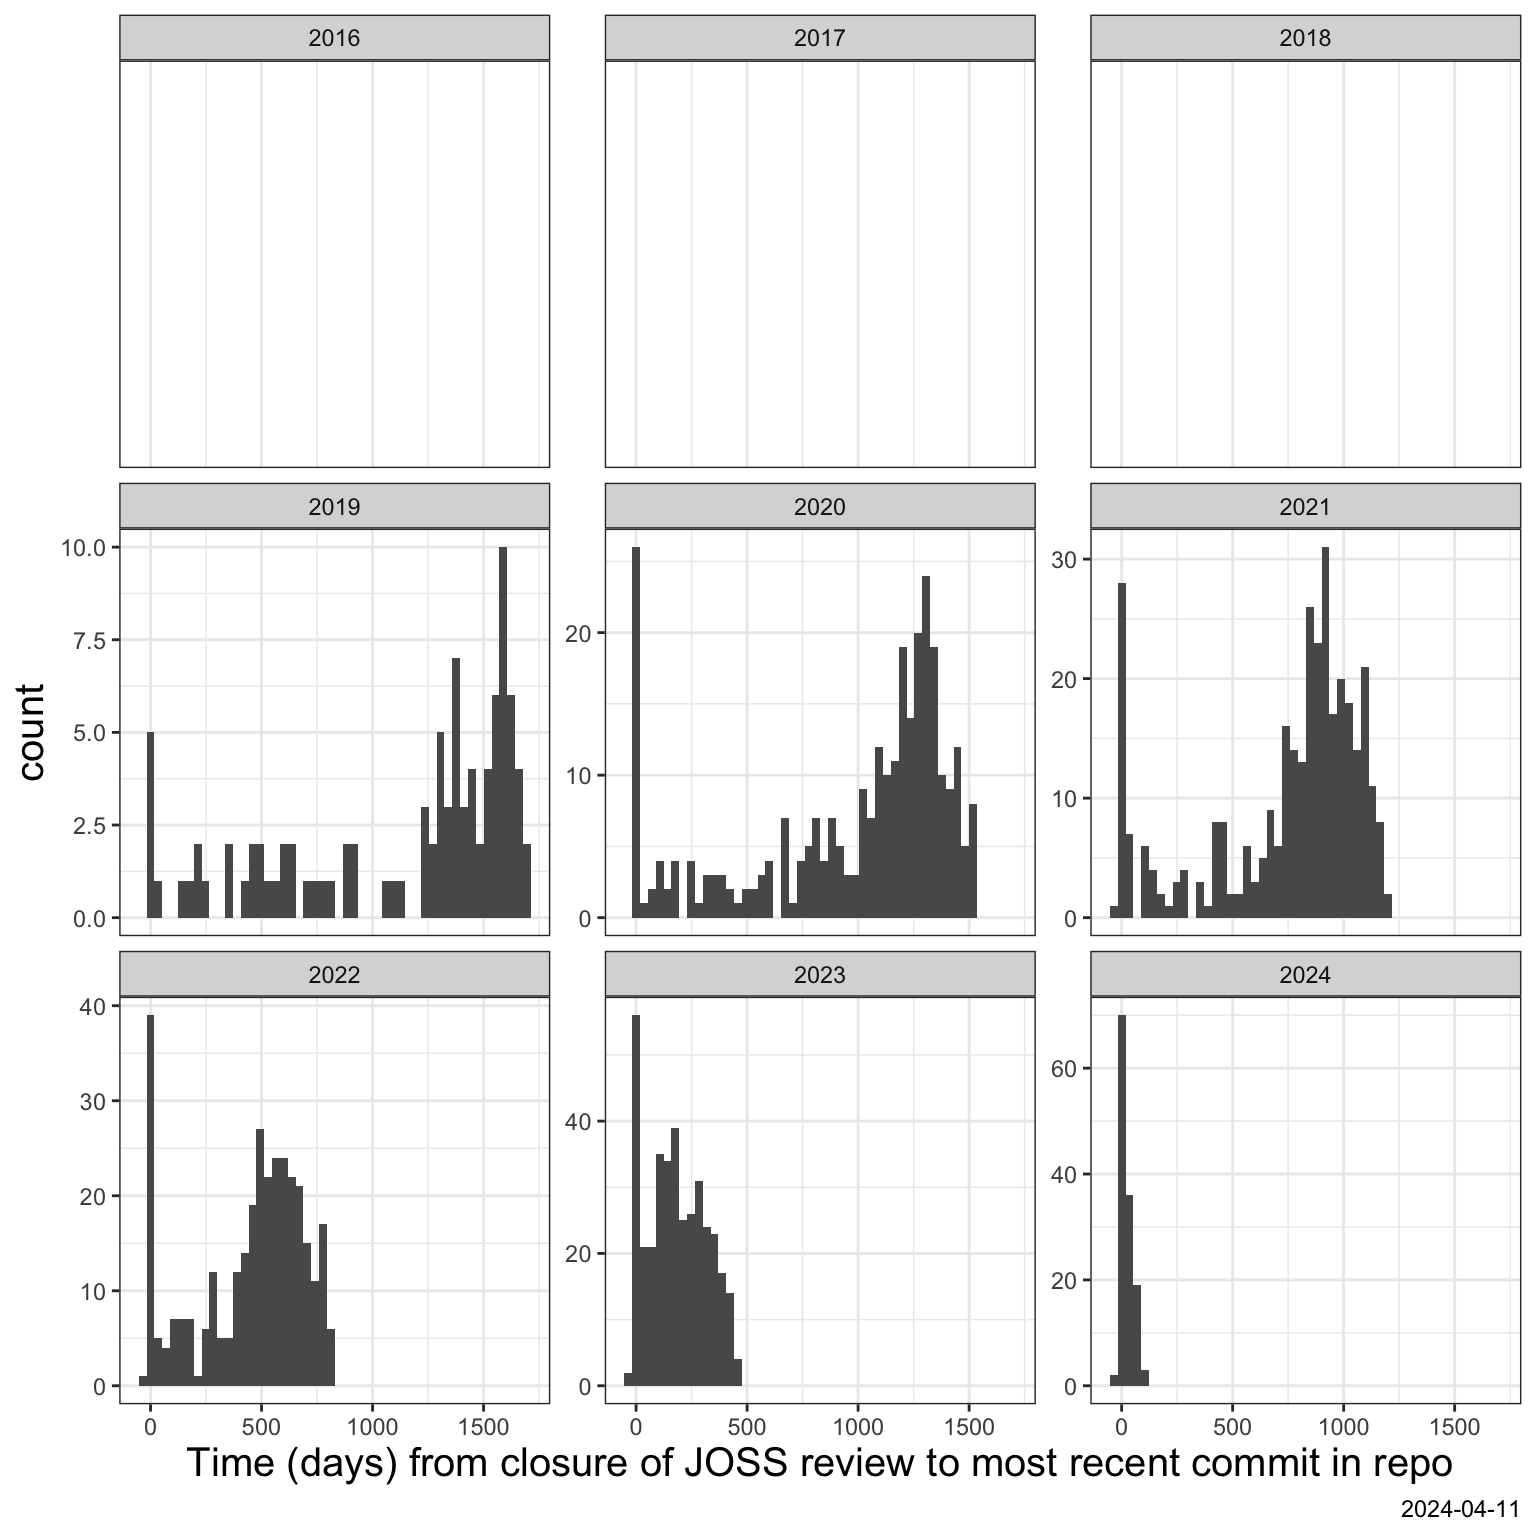 2016 2017 2018
2019 2020 2021
10.0 7.5 5.0 2.5 0.0
20 10 0
30 20 10 0
count
2022 2023 2024
40 30 20 10 0
40 20 0
60 40 20 0
0 500 1000 1500 0 500 1000 1500 0 500 1000 1500
Time (days) from closure of JOSS review to most recent commit in repo
2024-04-11